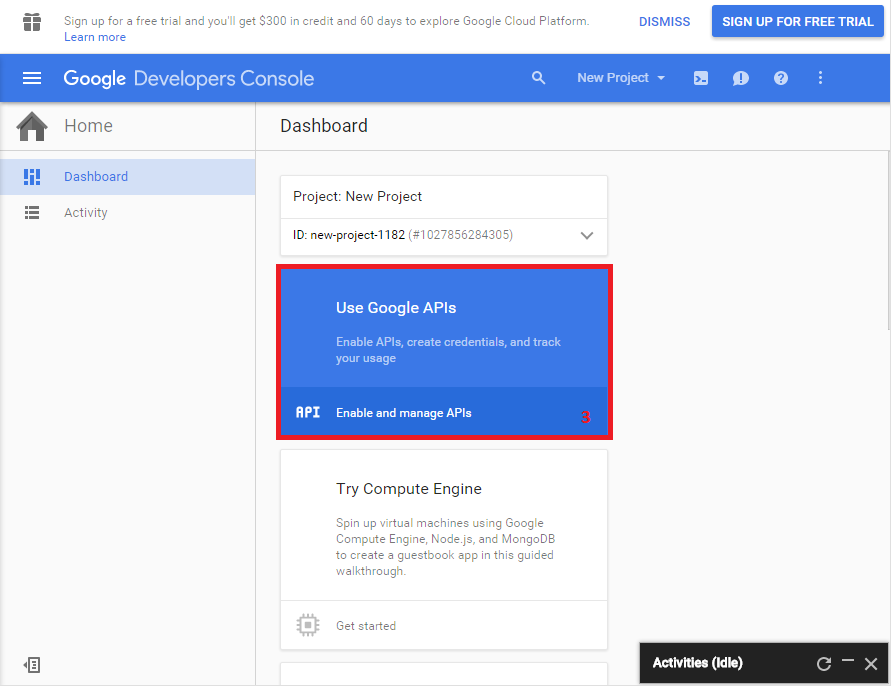 Sign up for a free trial and you'll get $300 in credit and 60 days to explore Google Cloud Platform.
Learn more
DISMISS
SIGN UP FOR FREE TRIAL
Google Developers Console
New Project
Home
Dashboard
Dashboard
Activity
Project: New Project
ID: new-project-1182 (#1027856284305)
Use Google APIs
Enable APIs, create credentials, and track
your usage
API Enable and manage APIs 3
Try Compute Engine
Spin up virtual machines using Google
Compute Engine, Node.js, and MongoDB
to create a guestbook app in this guided
walkthrough.
Get started
Activities (Idle)